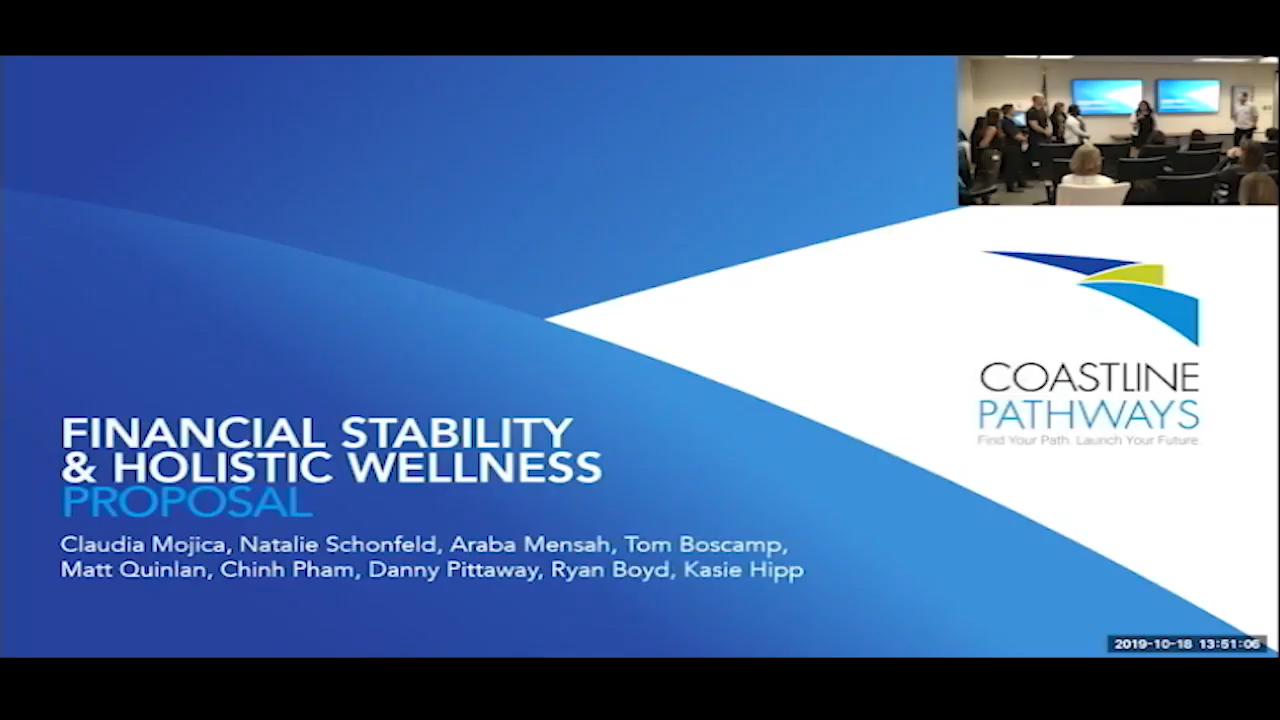 COASTLINE
PATHWAYS
Find Your Path. Launch Your Future
FINANCIAL STABILITY
& HOLISTIC WELLNESS
PROPOSAL
Claudia Mojica, Natalie Schonfeld, Araba Mensah, Tom Boscamp,
Matt Quinlan, Chinh Pham, Danny Pittaway, Ryan Boyd, Kasie Hipp
2019-10-18 13:51:06